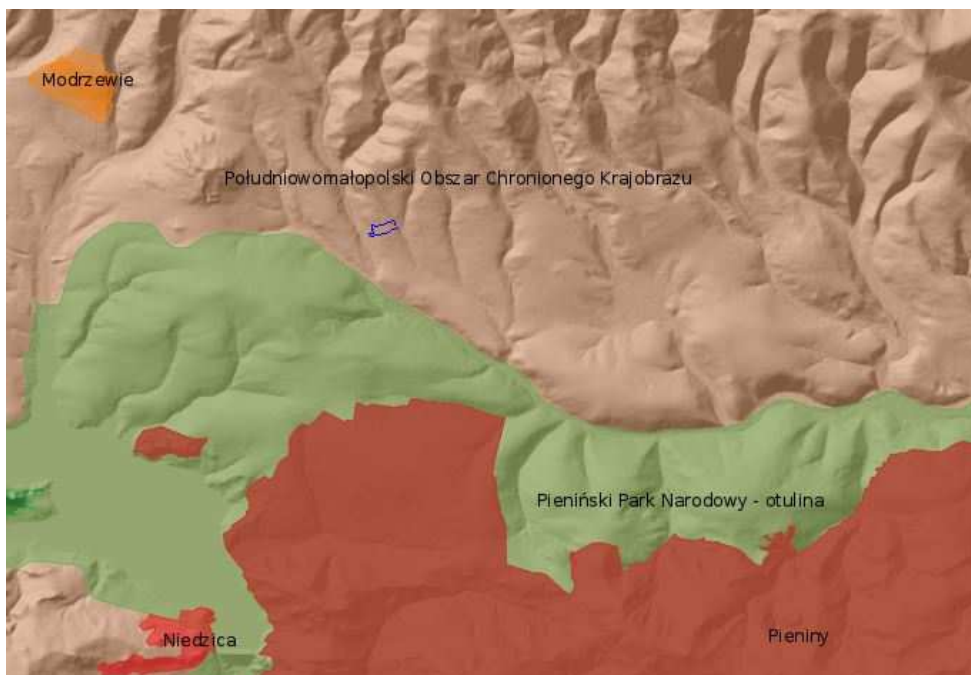 Modrzewie
Południowomałopolski Obszar Chronionego Krajobrazu
Pieniński Park Narodowy - otulina
Niedzica
Pieniny